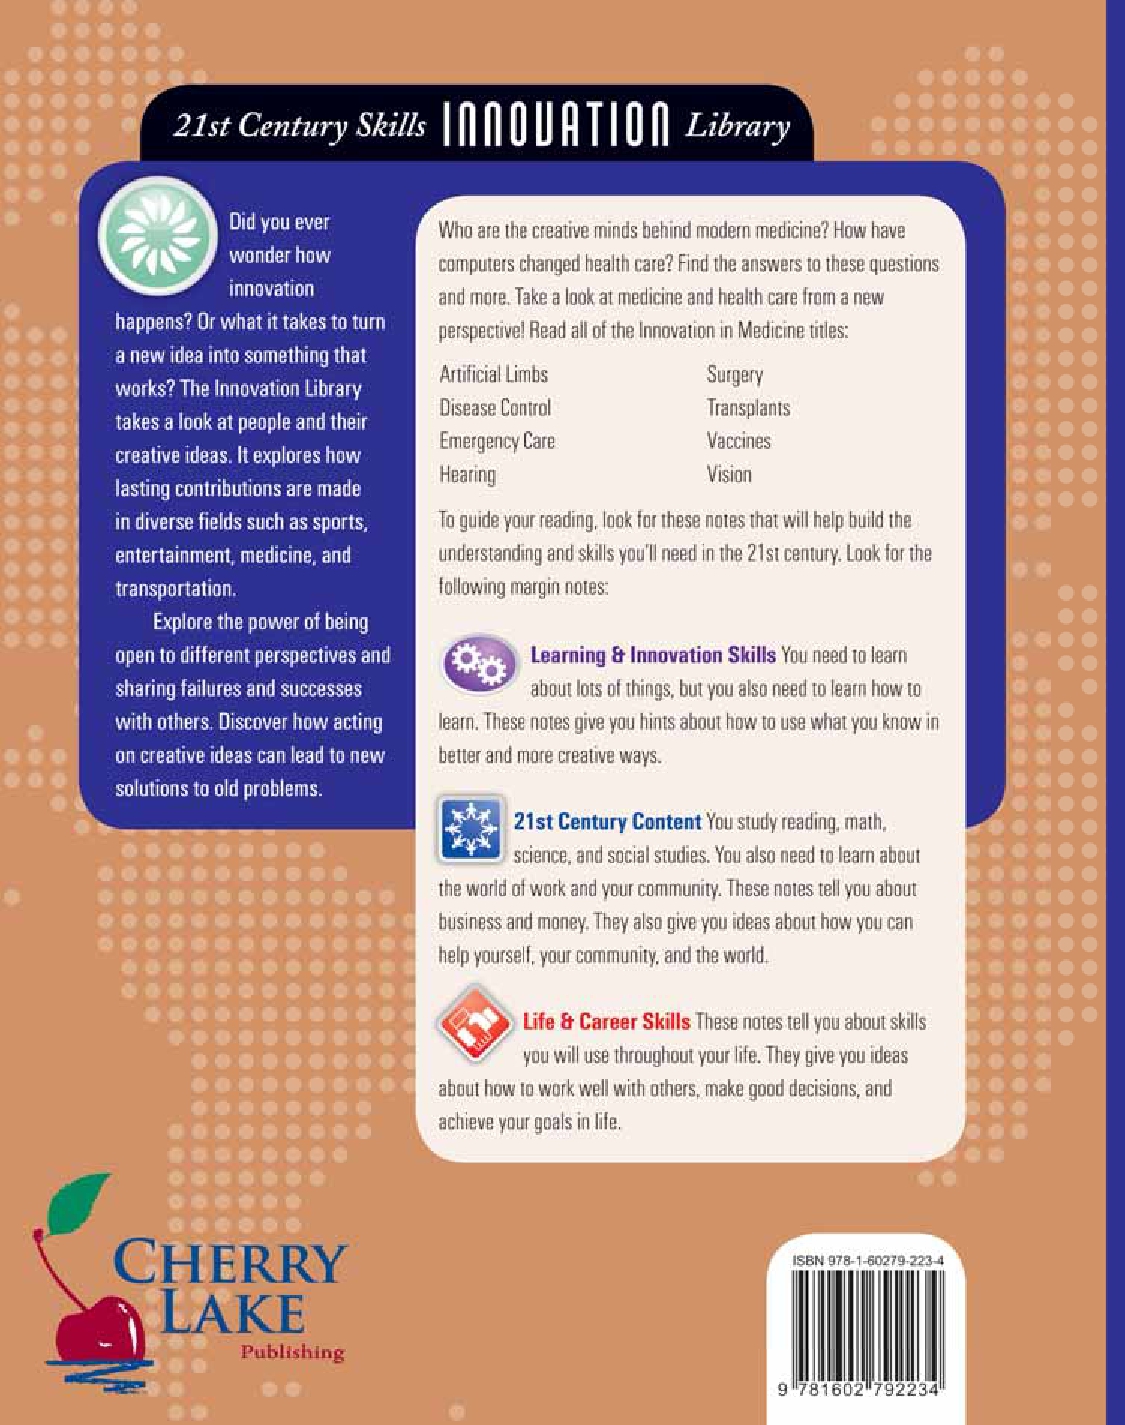 21st Century Skills INNOVATION Library
Did you ever
wonder how
innovation
happens? Or what it takes to turn
a new idea into something that
works? The Innovation Library
takes a look at people and their
creative ideas. It explores how
lasting contributions are made
in diverse fields such as sports,
entertainment, medicine, and
transportation.
Explore the power of being
open to different perspectives and
sharing failures and successes
with others. Discover how acting
on creative ideas can lead to new
solutions to old problems.
Who are the creative minds behind modern medicine? How have
computers changed health care? Find the answers to these questions
and more. Take a look at medicine and health care from a new
perspective! Read all of the Innovation in Medicine titles:
Artificial Limbs
Disease Control
Emergency Care
Hearing
Surgery
Transplants
Vaccines
Vision
To guide your reading, look for these notes that will help build the
understanding and skills you'll need in the 21st century. Look for the
following margin notes:
Learning & Innovation Skills You need to learn
about lots of things, but you also need to learn how to
learn. These notes give you hints about how to use what you know in
better and more creative ways.
21st Century Content You study reading, math,
science, and social studies. You also need to learn about
the world of work and your community. These notes tell you about
business and money. They also give you ideas about how you can
help yourself, your community, and the world.
Life & Career Skills These notes tell you about skills
you will use throughout your life. They give you ideas
about how to work well with others, make good decisions, and
achieve your goals in life.
CHERRY
LAKE
Publishing
ISBN 978-1-60279-223-4
9 781602 792234